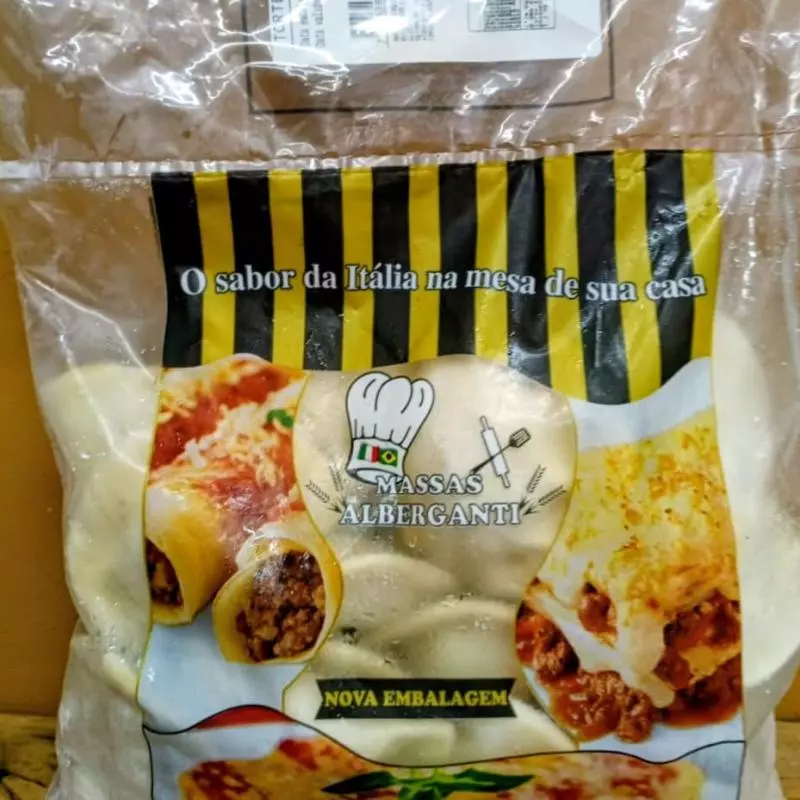 O sabor da Itália na mesa de sua casa
MASSAS
ALBERGANTI
NOVA EMBALAGEM